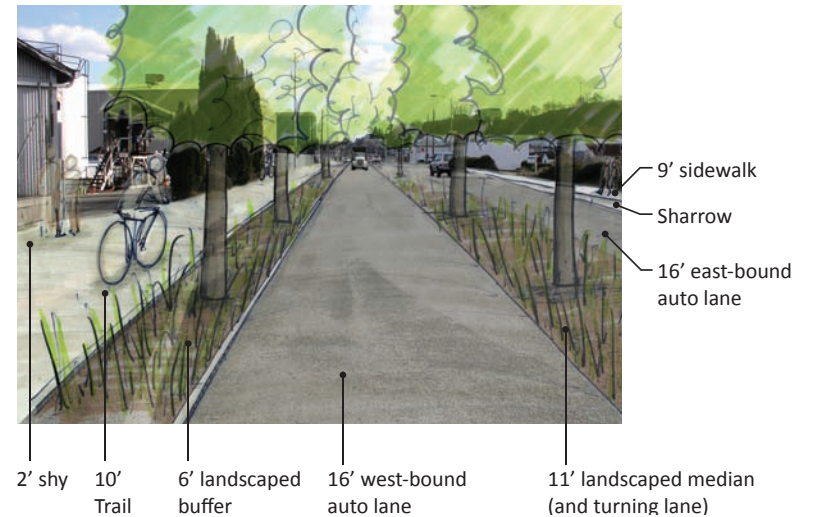 9’ sidewalk
Sharrow
16’ east-bound
auto lane
2’ shy
10’
Trail
6’ landscaped
buffer
16’ west-bound
auto lane
11’ landscaped median
(and turning lane)